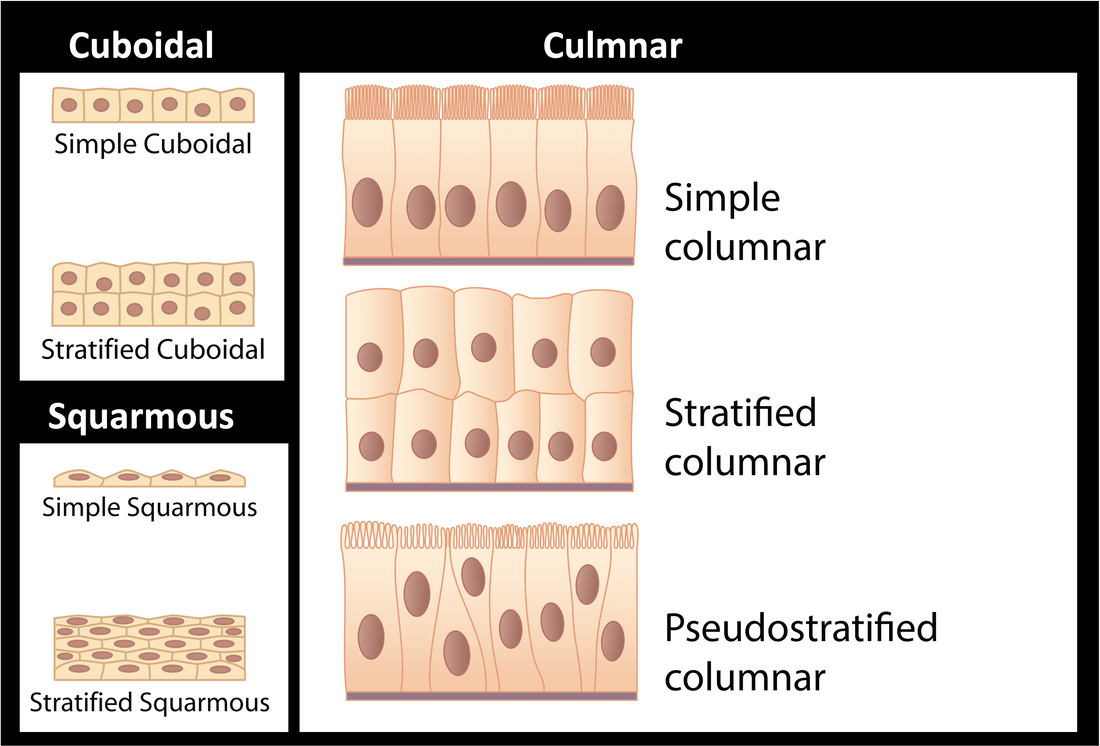 Cuboidal
Simple Cuboidal
Stratified Cuboidal
Squarmous
Simple Squarmous
Stratified Squarmous
Culmnar
Simple
columnar
Stratified
columnar
Pseudostratified
columnar